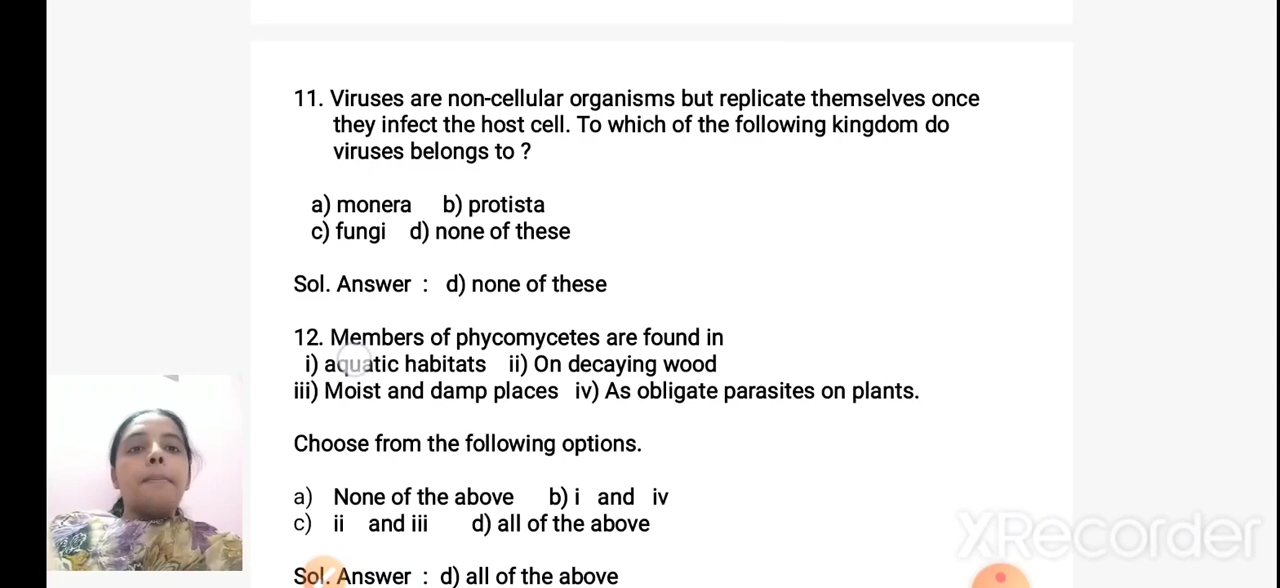 11. Viruses are non-cellular organisms but replicate themselves once
they infect the host cell. To which of the following kingdom do
viruses belongs to ?
a) monera b) protista
c) fungi d) none of these
Sol. Answer : d) none of these
12. Members of phycomycetes are found in
i) aquatic habitats ii) On decaying wood
iii) Moist and damp places iv) As obligate parasites on plants.
Choose from the following options.
a) None of the above b) i and iv
c) ii and iii d) all of the above
Sol. Answer : d) all of the above
XRecorder